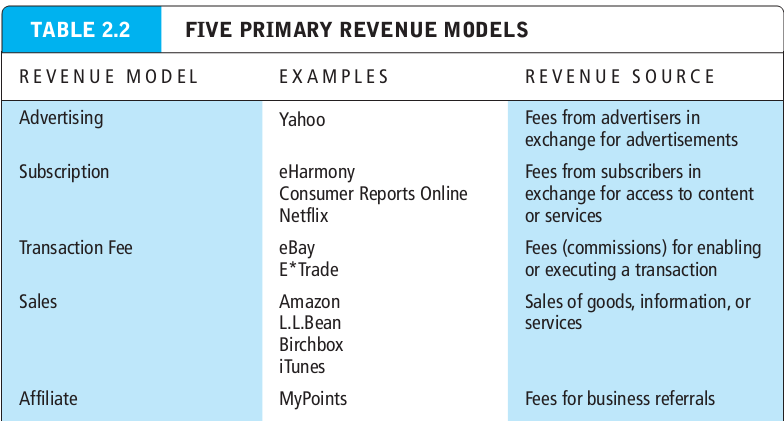 TABLE 2.2 FIVE PRIMARY REVENUE MODELS
REVENUE MODEL EXAMPLES REVENUE SOURCE
Advertising Yahoo Fees from advertisers in
exchange for advertisements
Subscription eHarmony Fees from subscribers in
Consumer Reports Online exchange for access to content
Netflix or services
Transaction Fee eBay Fees (commissions) for enabling
E*Trade or executing a transaction
Sales Amazon Sales of goods, information, or
L.L.Bean services
Birchbox
iTunes
Affiliate MyPoints Fees for business referrals